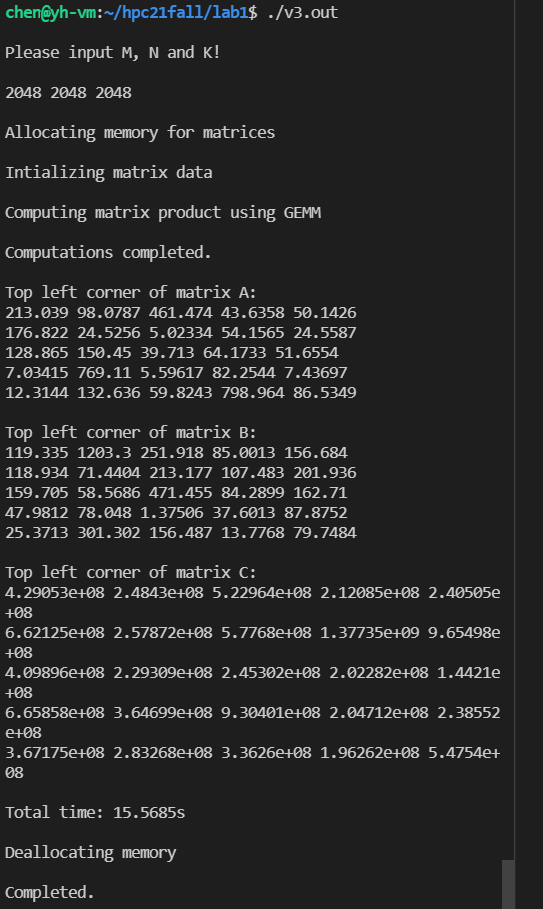 chen@yh-vm:~/hpc21fall/lab1$ ./v3.out
Please input M, N and K!
2048 2048 2048
Allocating memory for matrices
Intializing matrix data
Computing matrix product using GEMM
Computations completed.
Top left corner of matrix A:
213.039 98.0787 461.474 43.6358 50.1426
176.822 24.5256 5.02334 54.1565 24.5587
128.865 150.45 39.713 64.1733 51.6554
7.03415 769.11 5.59617 82.2544 7.43697
12.3144 132.636 59.8243 798.964 86.5349
Top left corner of matrix B:
119.335 1203.3 251.918 85.0013 156.684
118.934 71.4404 213.177 107.483 201.936
159.705 58.5686 471.455 84.2899 162.71
47.9812 78.048 1.37506 37.6013 87.8752
25.3713 301.302 156.487 13.7768 79.7484
Top left corner of matrix C:
4.29053e+08 2.4843e+08 5.22964e+08 2.12085e+08 2.40505e
+08
6.62125e+08 2.57872e+08 5.7768e+08 1.37735e+09 9.65498e
+08
4.09896e+08 2.29309e+08 2.45302e+08 2.02282e+08 1.4421e
+08
6.65858e+08 3.64699e+08 9.30401e+08 2.04712e+08 2.38552
e+08
3.67175e+08 2.83268e+08 3.3626e+08 1.96262e+08 5.4754e+
08
Total time: 15.5685s
Deallocating memory
Completed.